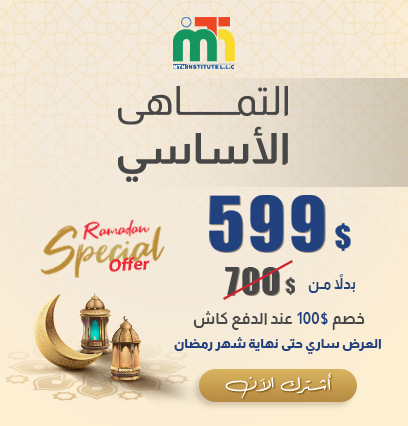 MTH INSTITUTE L.L.C
التماهى
الأساسي
599$
بدلًا من 700$
Ramadan
Special
Offer
خصم 100$ عند الدفع كاش
العرض ساري حتى نهاية شهر رمضان
أشترك الآن